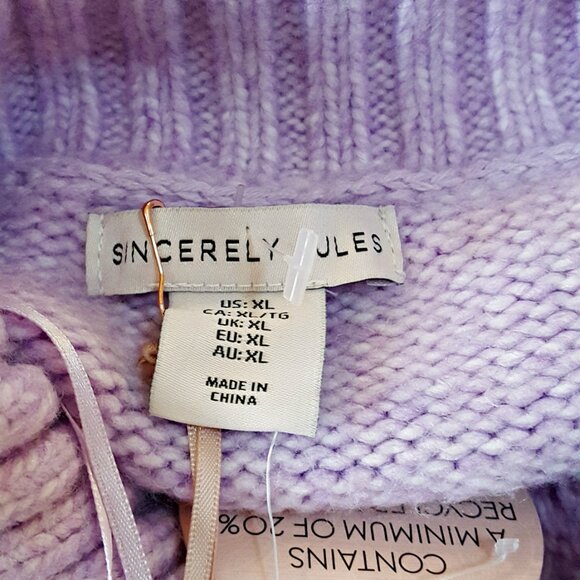 SINCERELY JULES
US: XL
CA: XL/TG
UK: XL
EU: XL
AU: XL
MADE IN
CHINA
CONTAINS
A MINIMUM OF 20%
RECYCLED